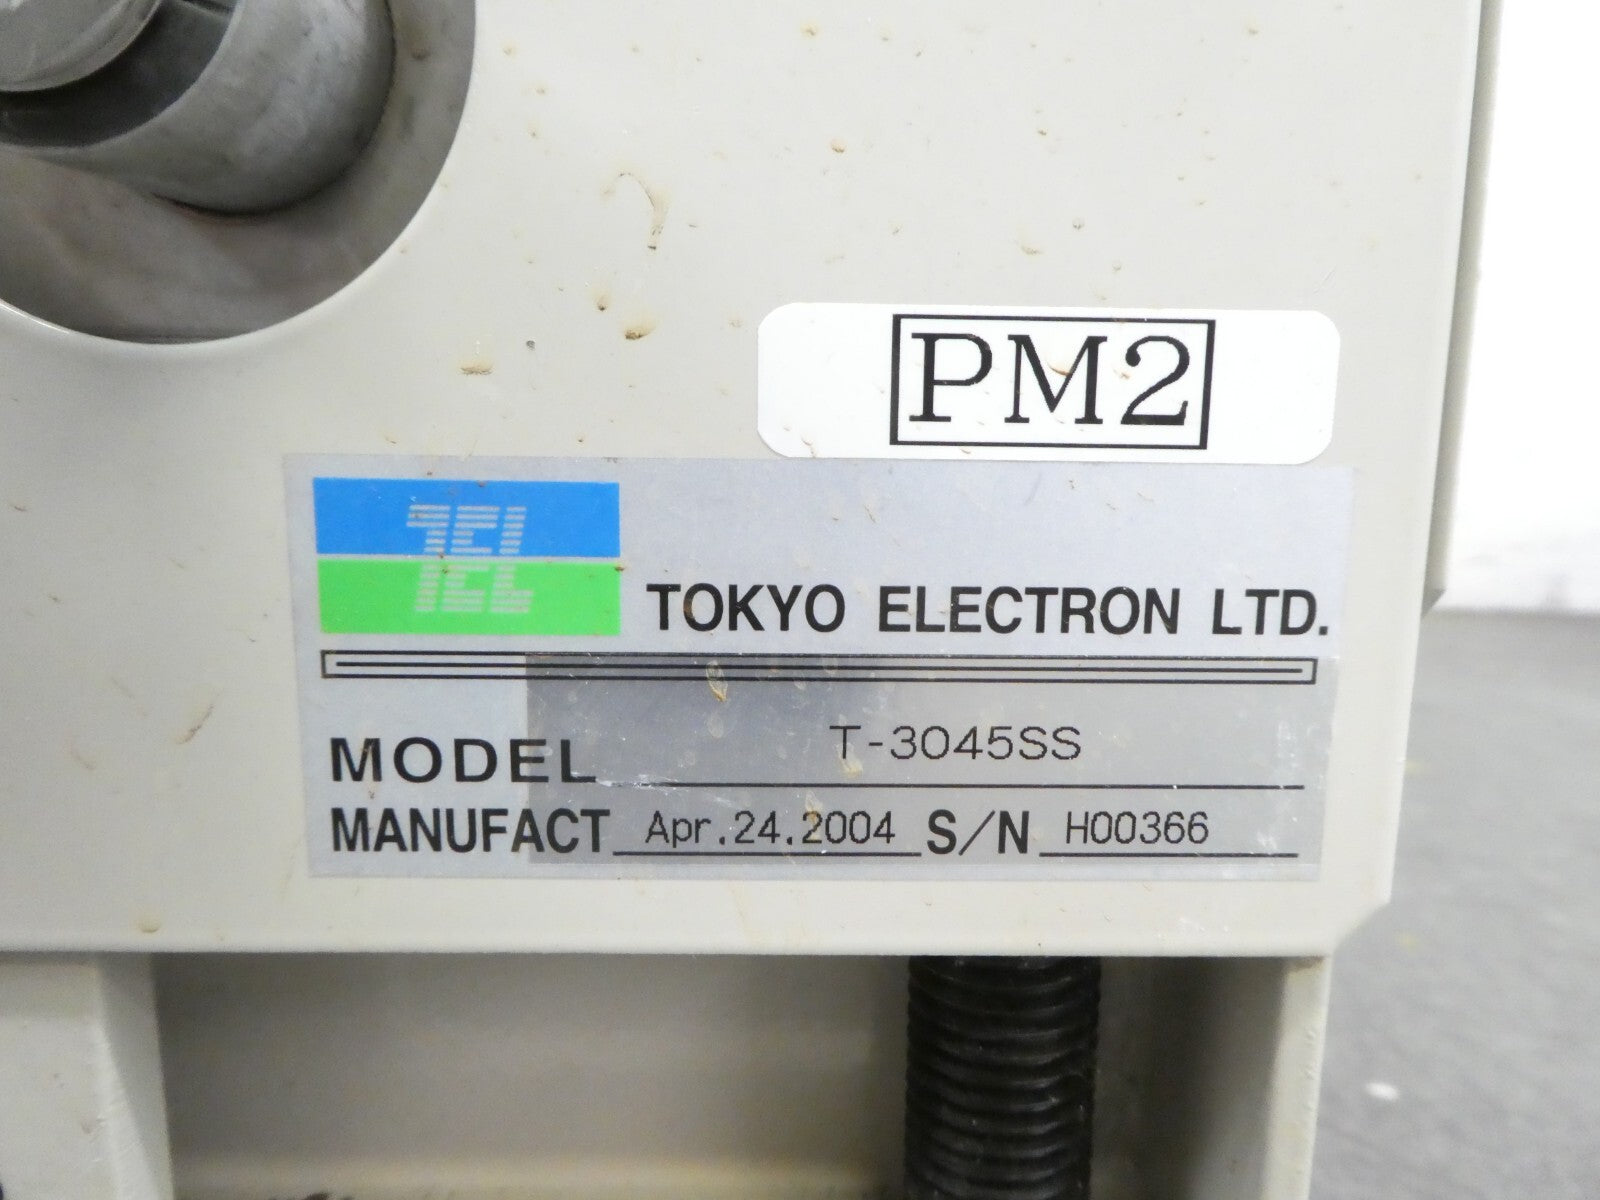 PM2
TEL
TOKYO ELECTRON LTD.
MODEL T-3045SS
MANUFACT Apr.24.2004 S/N H00366